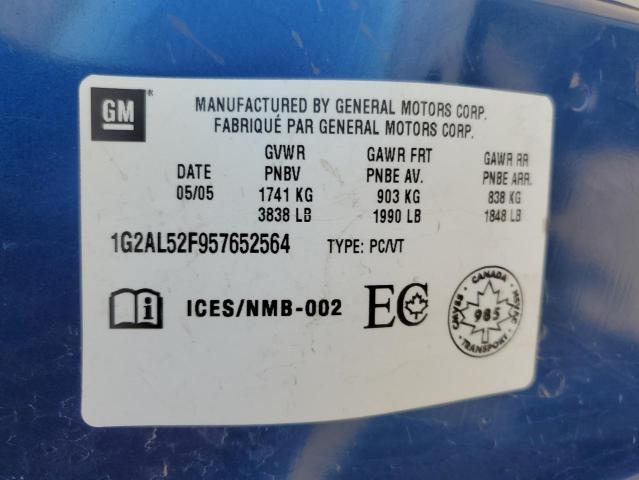 GM®
MANUFACTURED BY GENERAL MOTORS CORP.
FABRIQUÉ PAR GENERAL MOTORS CORP.
GVWR GAWR FRT GAWR RR
DATE PNBV PNBE AV. PNBE ARR.
05/05 1741 KG 903 KG 838 KG
3838 LB 1990 LB 1848 LB
1G2AL52F957652564 TYPE: PC/VT
ICES/NMB-002 EC
CANADA
CMVSS 985 NSVAC
TRANSPORT